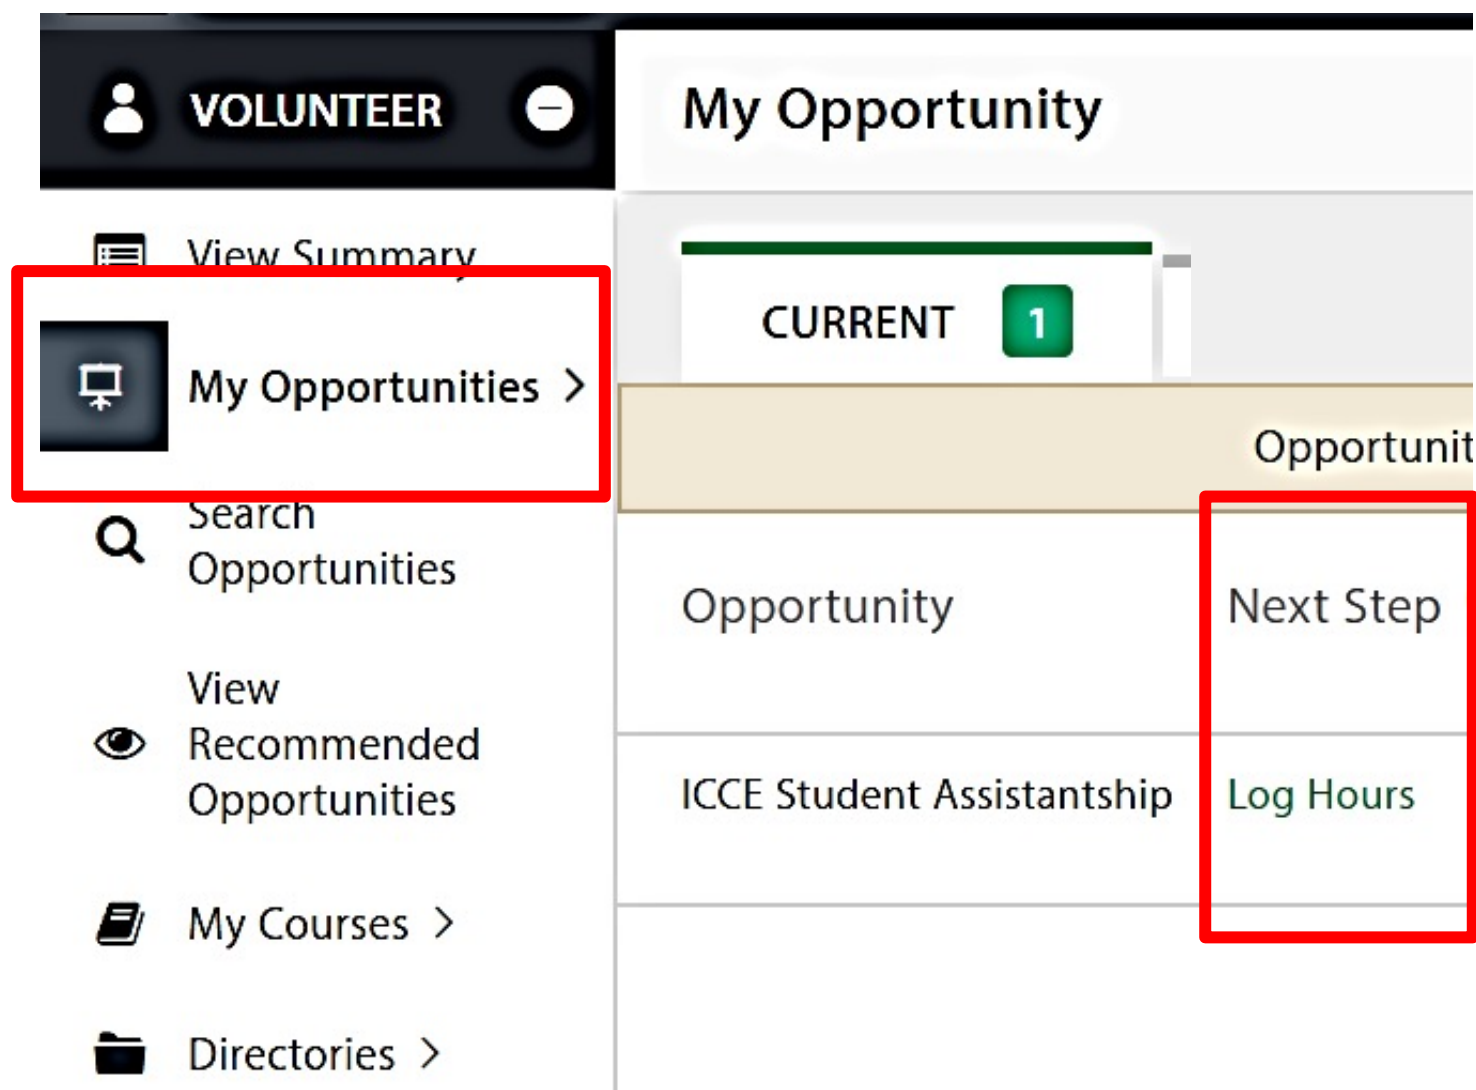 VOLUNTEER
View Summary
My Opportunities
Search
Opportunities
View
Recommended
Opportunities
My Courses
Directories
My Opportunity
CURRENT 1
Opportunit
Opportunity Next Step
ICCE Student Assistantship Log Hours